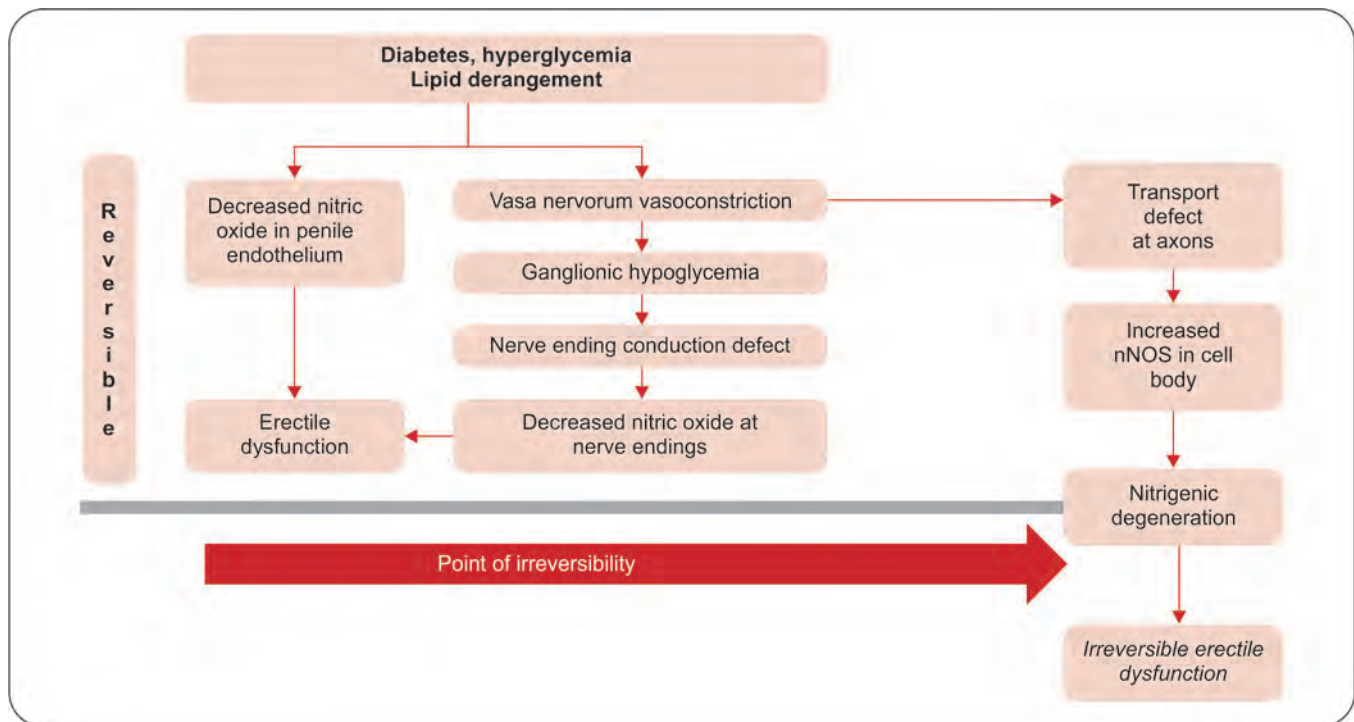 Diabetes, hyperglycemia
Lipid derangement
Reversible
Decreased nitric
oxide in penile
endothelium
Vasa nervorum vasoconstriction
Transport
defect
at axons
Ganglionic hypoglycemia
Nerve ending conduction defect
Increased
nNOS in cell
body
Erectile
dysfunction
Decreased nitric oxide at
nerve endings
Nitrigenic
degeneration
Point of irreversibility
Irreversible erectile
dysfunction